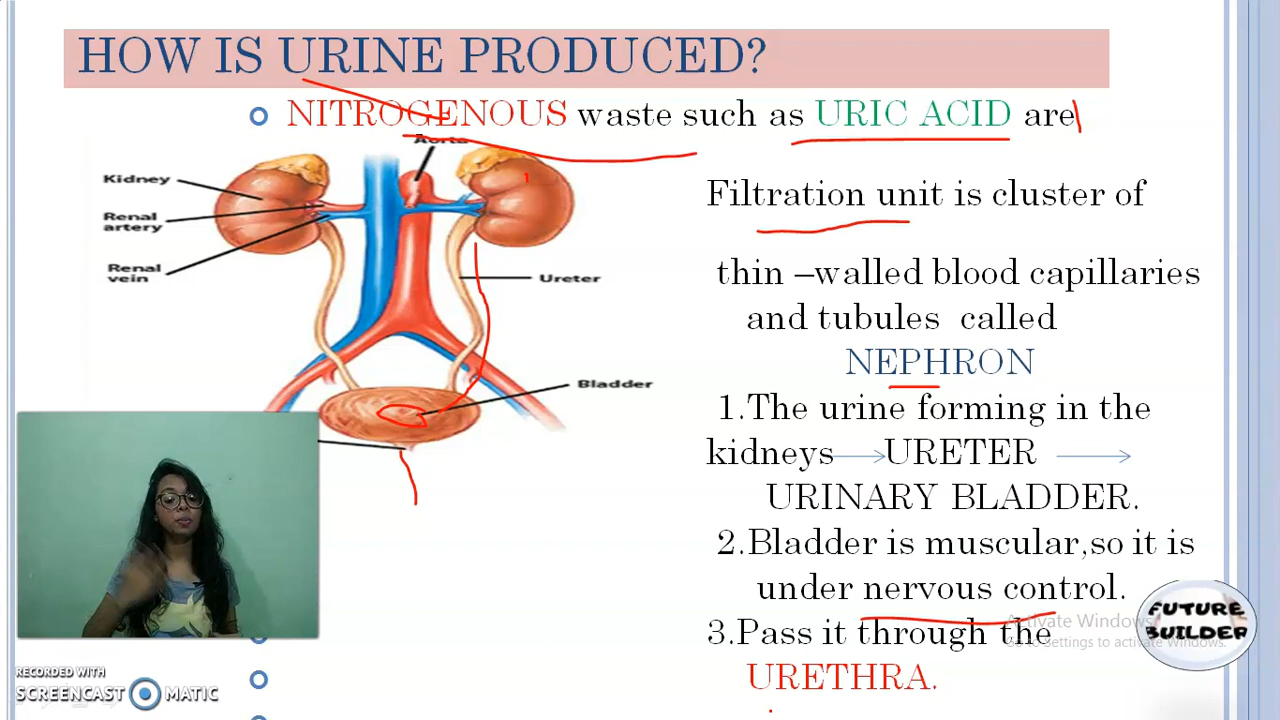 HOW IS URINE PRODUCED?
NITROGENOUS waste such as URIC ACID are
Aorta
Kidney
Renal
artery
Renal
vein
Ureter
Bladder
Filtration unit is cluster of
thin –walled blood capillaries
and tubules called
NEPHRON
1.The urine forming in the
kidneys URETER
URINARY BLADDER.
2.Bladder is muscular,so it is
under nervous control.
3.Pass it through the
URETHRA.
Activate Windows
Go to Settings to activate Windows.
FUTURE
BUILDER
RECORDED WITH
SCREENCAST MATIC